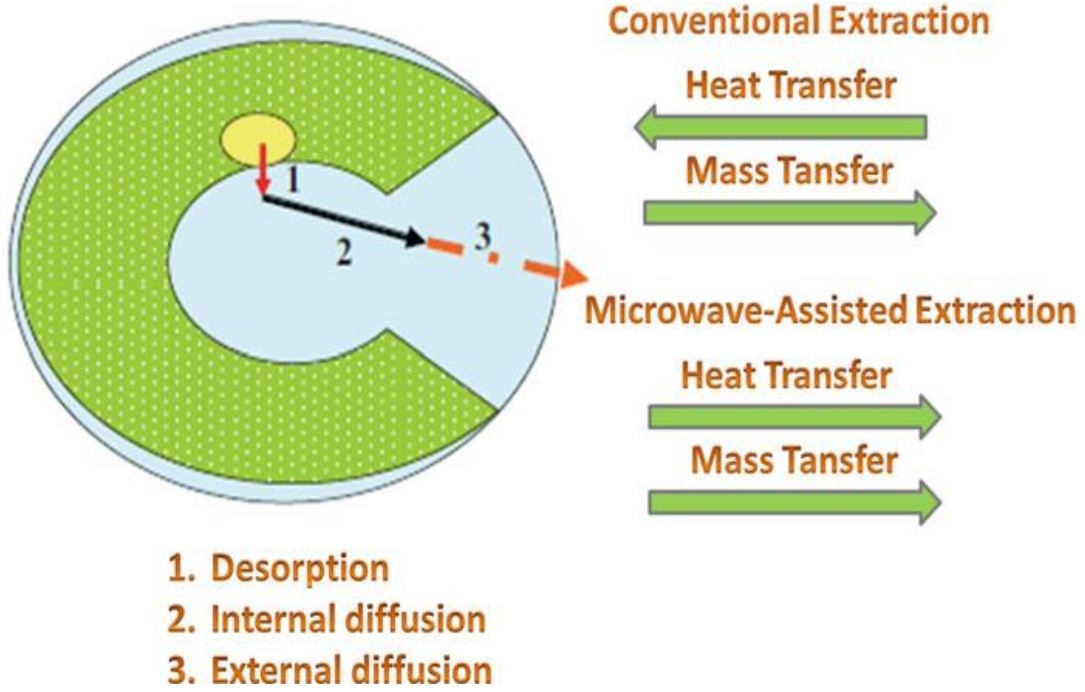 Conventional Extraction
Heat Transfer
Mass Tansfer
1
2
3
Microwave-Assisted Extraction
Heat Transfer
Mass Tansfer
1. Desorption
2. Internal diffusion
3. External diffusion